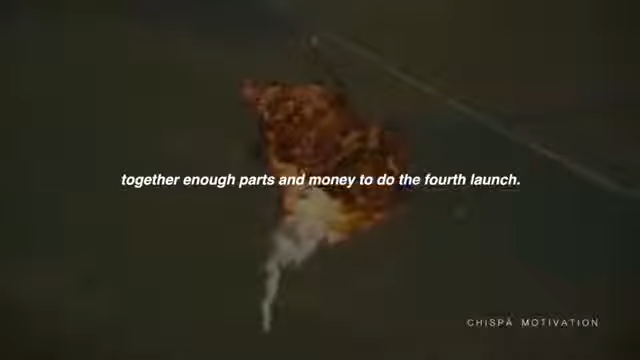 together enough parts and money to do the fourth launch.
CHISPA MOTIVATION